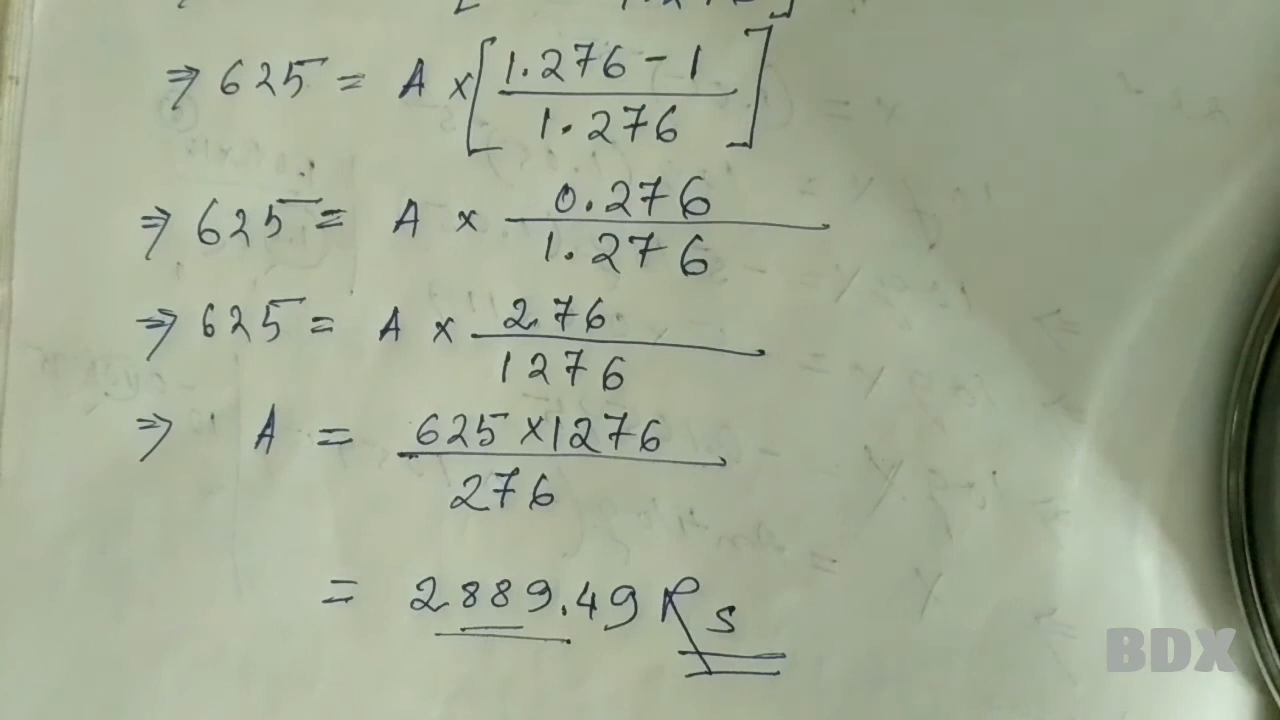 ⇒ 625 = A × [ 1.276 - 1 / 1.276 ]
⇒ 625 = A × 0.276 / 1.276
⇒ 625 = A × 276 / 1276
⇒ A = 625 × 1276 / 276
= 2889.49 Rs
BDX